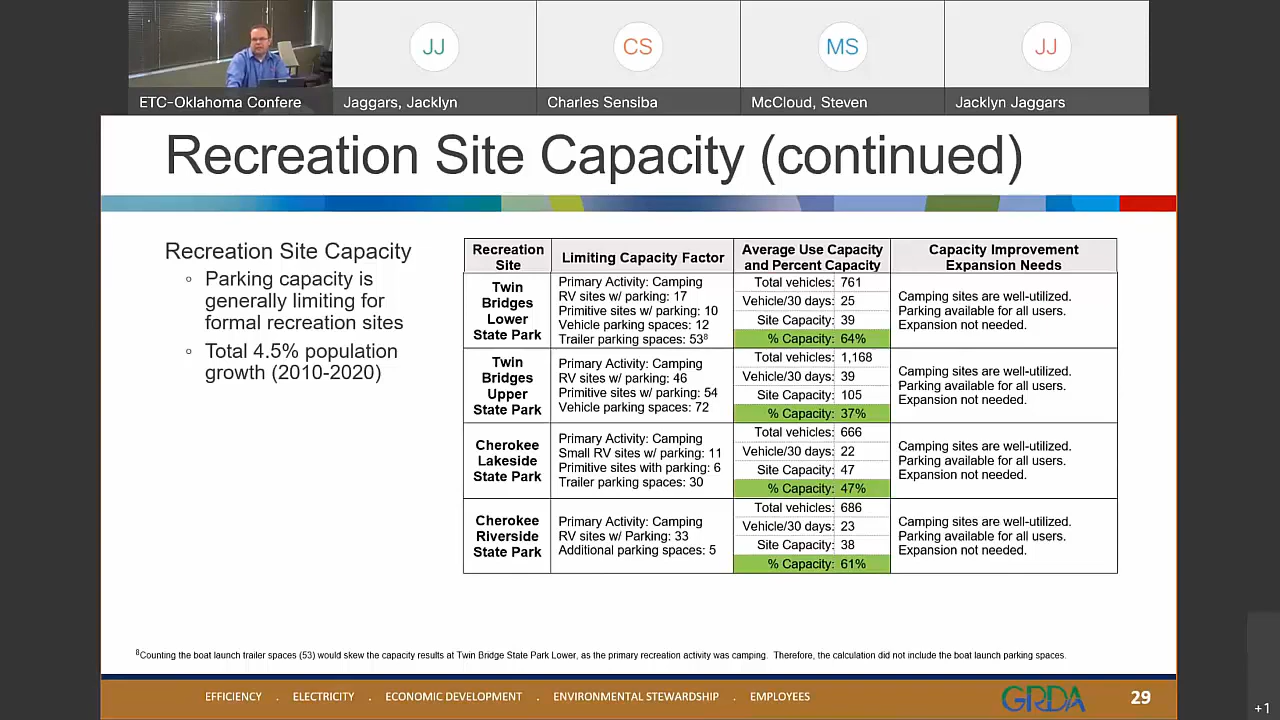 JJ
CS
MS
JJ
ETC-Oklahoma Confere
Jaggars, Jacklyn
Charles Sensiba
McCloud, Steven
Jacklyn Jaggars
Recreation Site Capacity (continued)
Recreation Site Capacity
◦ Parking capacity is
generally limiting for
formal recreation sites
◦ Total 4.5% population
growth (2010-2020)
Recreation
Site
Limiting Capacity Factor
Average Use Capacity
and Percent Capacity
Capacity Improvement
Expansion Needs
Twin
Bridges
Lower
State Park
Primary Activity: Camping
RV sites w/ parking: 17
Primitive sites w/ parking: 10
Vehicle parking spaces: 12
Trailer parking spaces: 53⁸
Total vehicles: 761
Vehicle/30 days: 25
Site Capacity: 39
% Capacity: 64%
Camping sites are well-utilized.
Parking available for all users.
Expansion not needed.
Twin
Bridges
Upper
State Park
Primary Activity: Camping
RV sites w/ parking: 46
Primitive sites w/ parking: 54
Vehicle parking spaces: 72
Total vehicles: 1,168
Vehicle/30 days: 39
Site Capacity: 105
% Capacity: 37%
Camping sites are well-utilized.
Parking available for all users.
Expansion not needed.
Cherokee
Lakeside
State Park
Primary Activity: Camping
Small RV sites w/ parking: 11
Primitive sites with parking: 6
Trailer parking spaces: 30
Total vehicles: 666
Vehicle/30 days: 22
Site Capacity: 47
% Capacity: 47%
Camping sites are well-utilized.
Parking available for all users.
Expansion not needed.
Cherokee
Riverside
State Park
Primary Activity: Camping
RV sites w/ Parking: 33
Additional parking spaces: 5
Total vehicles: 686
Vehicle/30 days: 23
Site Capacity: 38
% Capacity: 61%
Camping sites are well-utilized.
Parking available for all users.
Expansion not needed.
⁸Counting the boat launch trailer spaces (53) would skew the capacity results at Twin Bridge State Park Lower, as the primary recreation activity was camping. Therefore, the calculation did not include the boat launch parking spaces.
EFFICIENCY . ELECTRICITY . ECONOMIC DEVELOPMENT . ENVIRONMENTAL STEWARDSHIP . EMPLOYEES
GRDA
29
+1